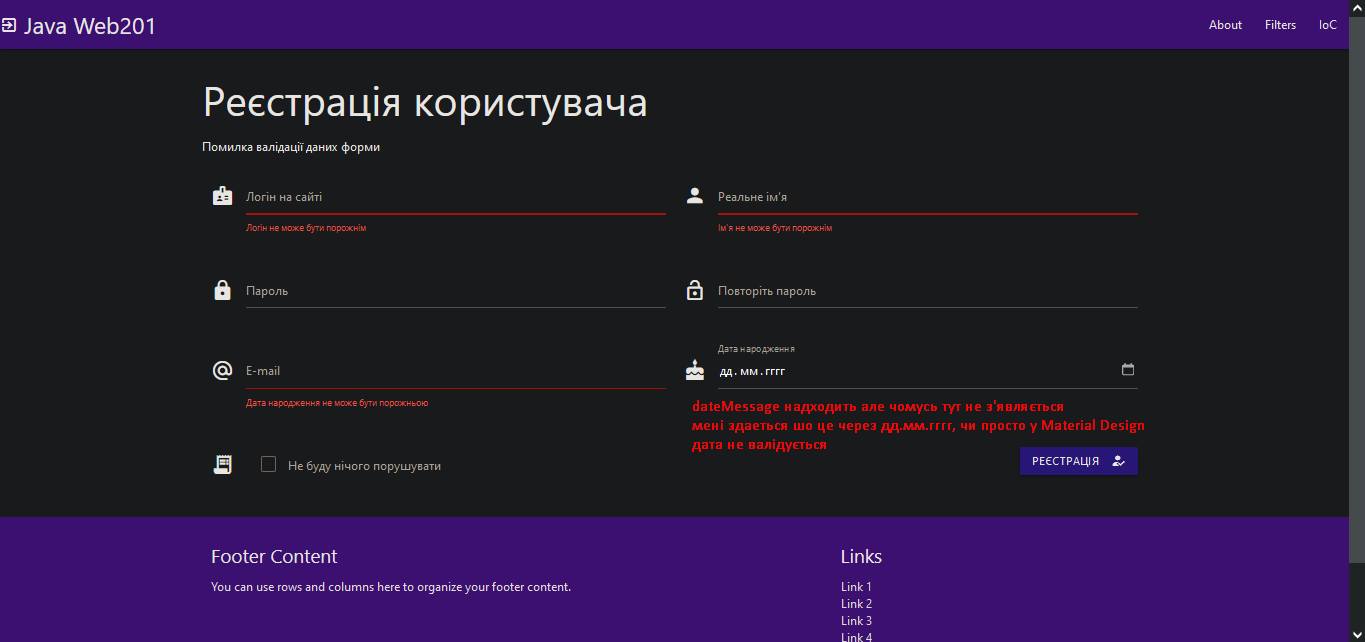 Java Web201
About Filters IoC
Реєстрація користувача
Помилка валідації даних форми
Логін на сайті
Реальне ім'я
Логін не може бути порожнім
Ім'я не може бути порожнім
Пароль
Повторіть пароль
Дата народження
E-mail
дд.мм.гггг
Дата народження не може бути порожньою
dateMessage надходить але чомусь тут не з'являється
мені здаеться шо це через дд.мм.гггг, чи просто у Material Design
дата не валідується
Не буду нічого порушувати
РЕЄСТРАЦІЯ
Footer Content
Links
You can use rows and columns here to organize your footer content.
Link 1
Link 2
Link 3
Link 4